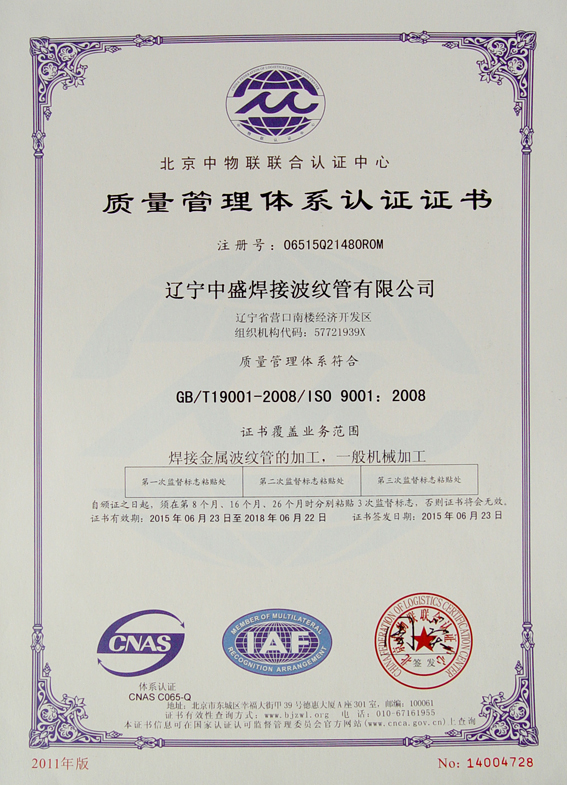 北京中物联联合认证中心
质量管理体系认证证书
注册号：06515Q21480R0M
辽宁中盛焊接波纹管有限公司
辽宁省营口南楼经济开发区
组织机构代码：57721939X
质量管理体系符合
GB/T19001-2008/ISO 9001：2008
证书覆盖业务范围
焊接金属波纹管的加工，一般机械加工
第一次监督标志粘贴处 第二次监督标志粘贴处 第三次监督标志粘贴处
自颁证之日起，须在第8个月、16个月、26个月时分别粘贴3次监督标志，否则证书将会无效。
证书有效期：2015年06月23日至2018年06月22日 证书签发日期：2015年06月23日
CNAS
体系认证
CNAS C065-Q
MEMBER OF MULTILATERAL
IAF
RECOGNITION ARRANGEMENT
CHINA FEDERATION OF LOGISTICS CERTIFICATION CENTER
签发
地址：北京市东城区幸福大街甲39号德惠大厦A座301室，邮编：100061
证书有效性查询方式：www.bjzwl.org 电话：010-67161955
本证书信息可在国家认证认可监督管理委员会官方网站(www.cnca.gov.cn)上查询
2011年版
No: 14004728